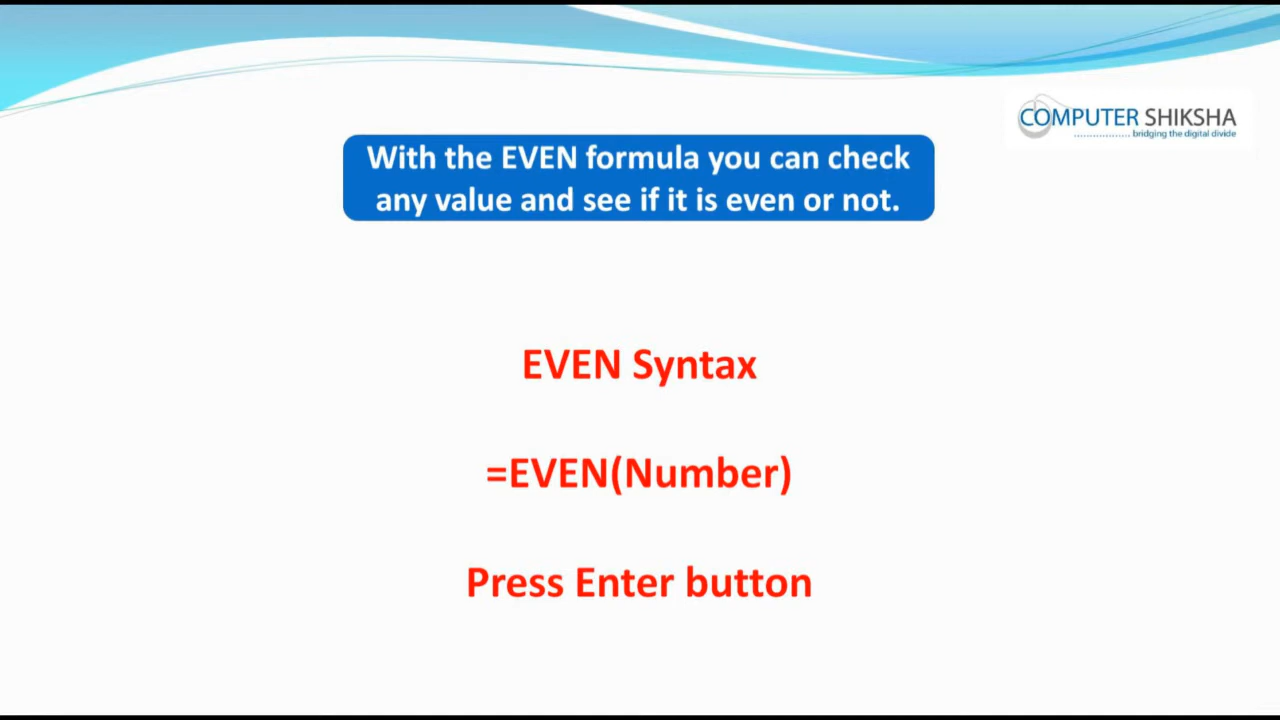 COMPUTER SHIKSHA
bridging the digital divide
With the EVEN formula you can check
any value and see if it is even or not.
EVEN Syntax
=EVEN(Number)
Press Enter button